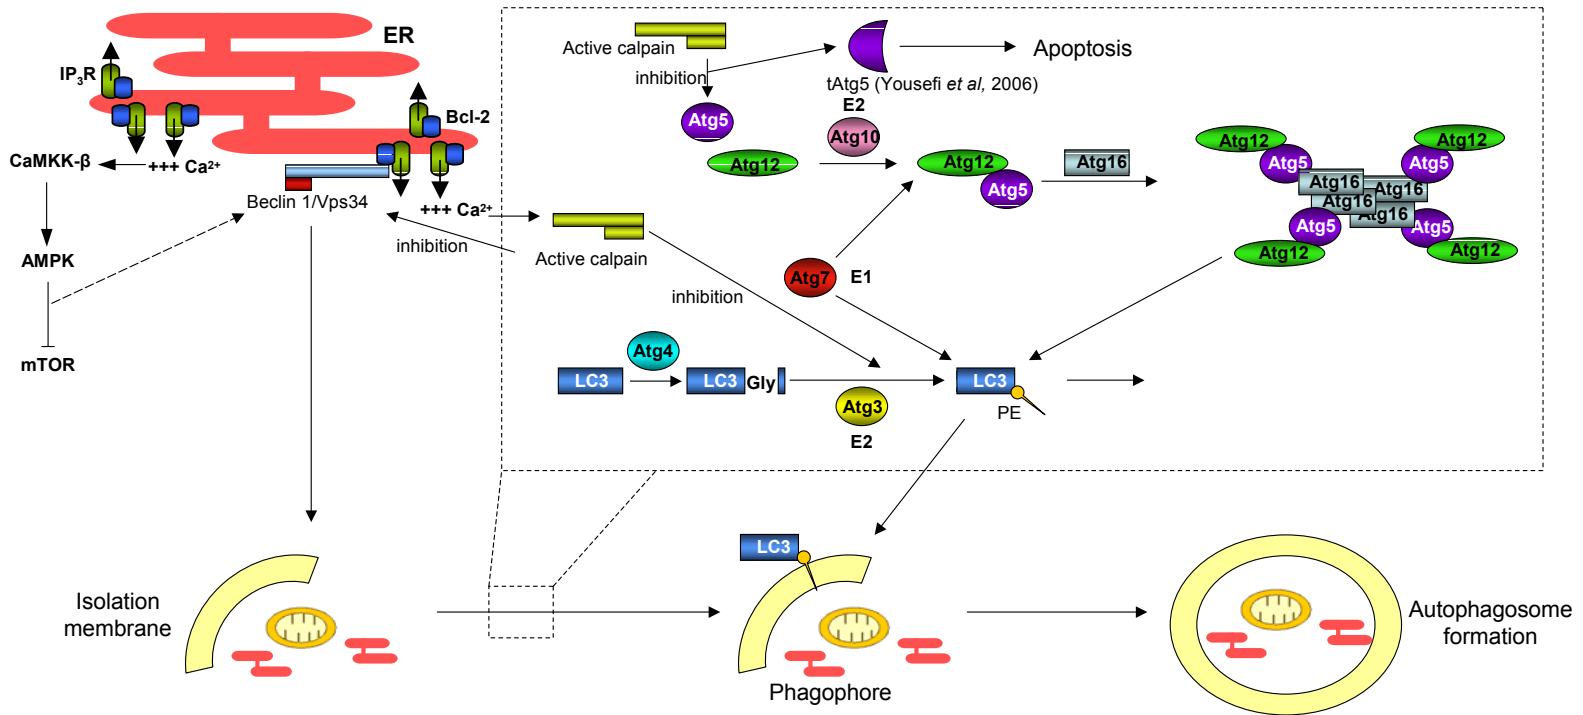 ER
IP₃R
Bcl-2
CaMKK-β
+++ Ca²⁺
Beclin 1/Vps34
+++ Ca²⁺
AMPK
mTOR
inhibition
Active calpain
inhibition
Active calpain
inhibition
tAtg5 (Yousefi et al, 2006)
Apoptosis
Atg5
E2
Atg10
Atg12
Atg12
Atg5
Atg16
Atg12
Atg5
Atg12
Atg5
Atg16
Atg16
Atg16
Atg16
Atg5
Atg12
Atg5
Atg12
Atg7
E1
Atg4
LC3
LC3
Gly
Atg3
E2
LC3
PE
LC3
Isolation
membrane
Phagophore
Autophagosome
formation